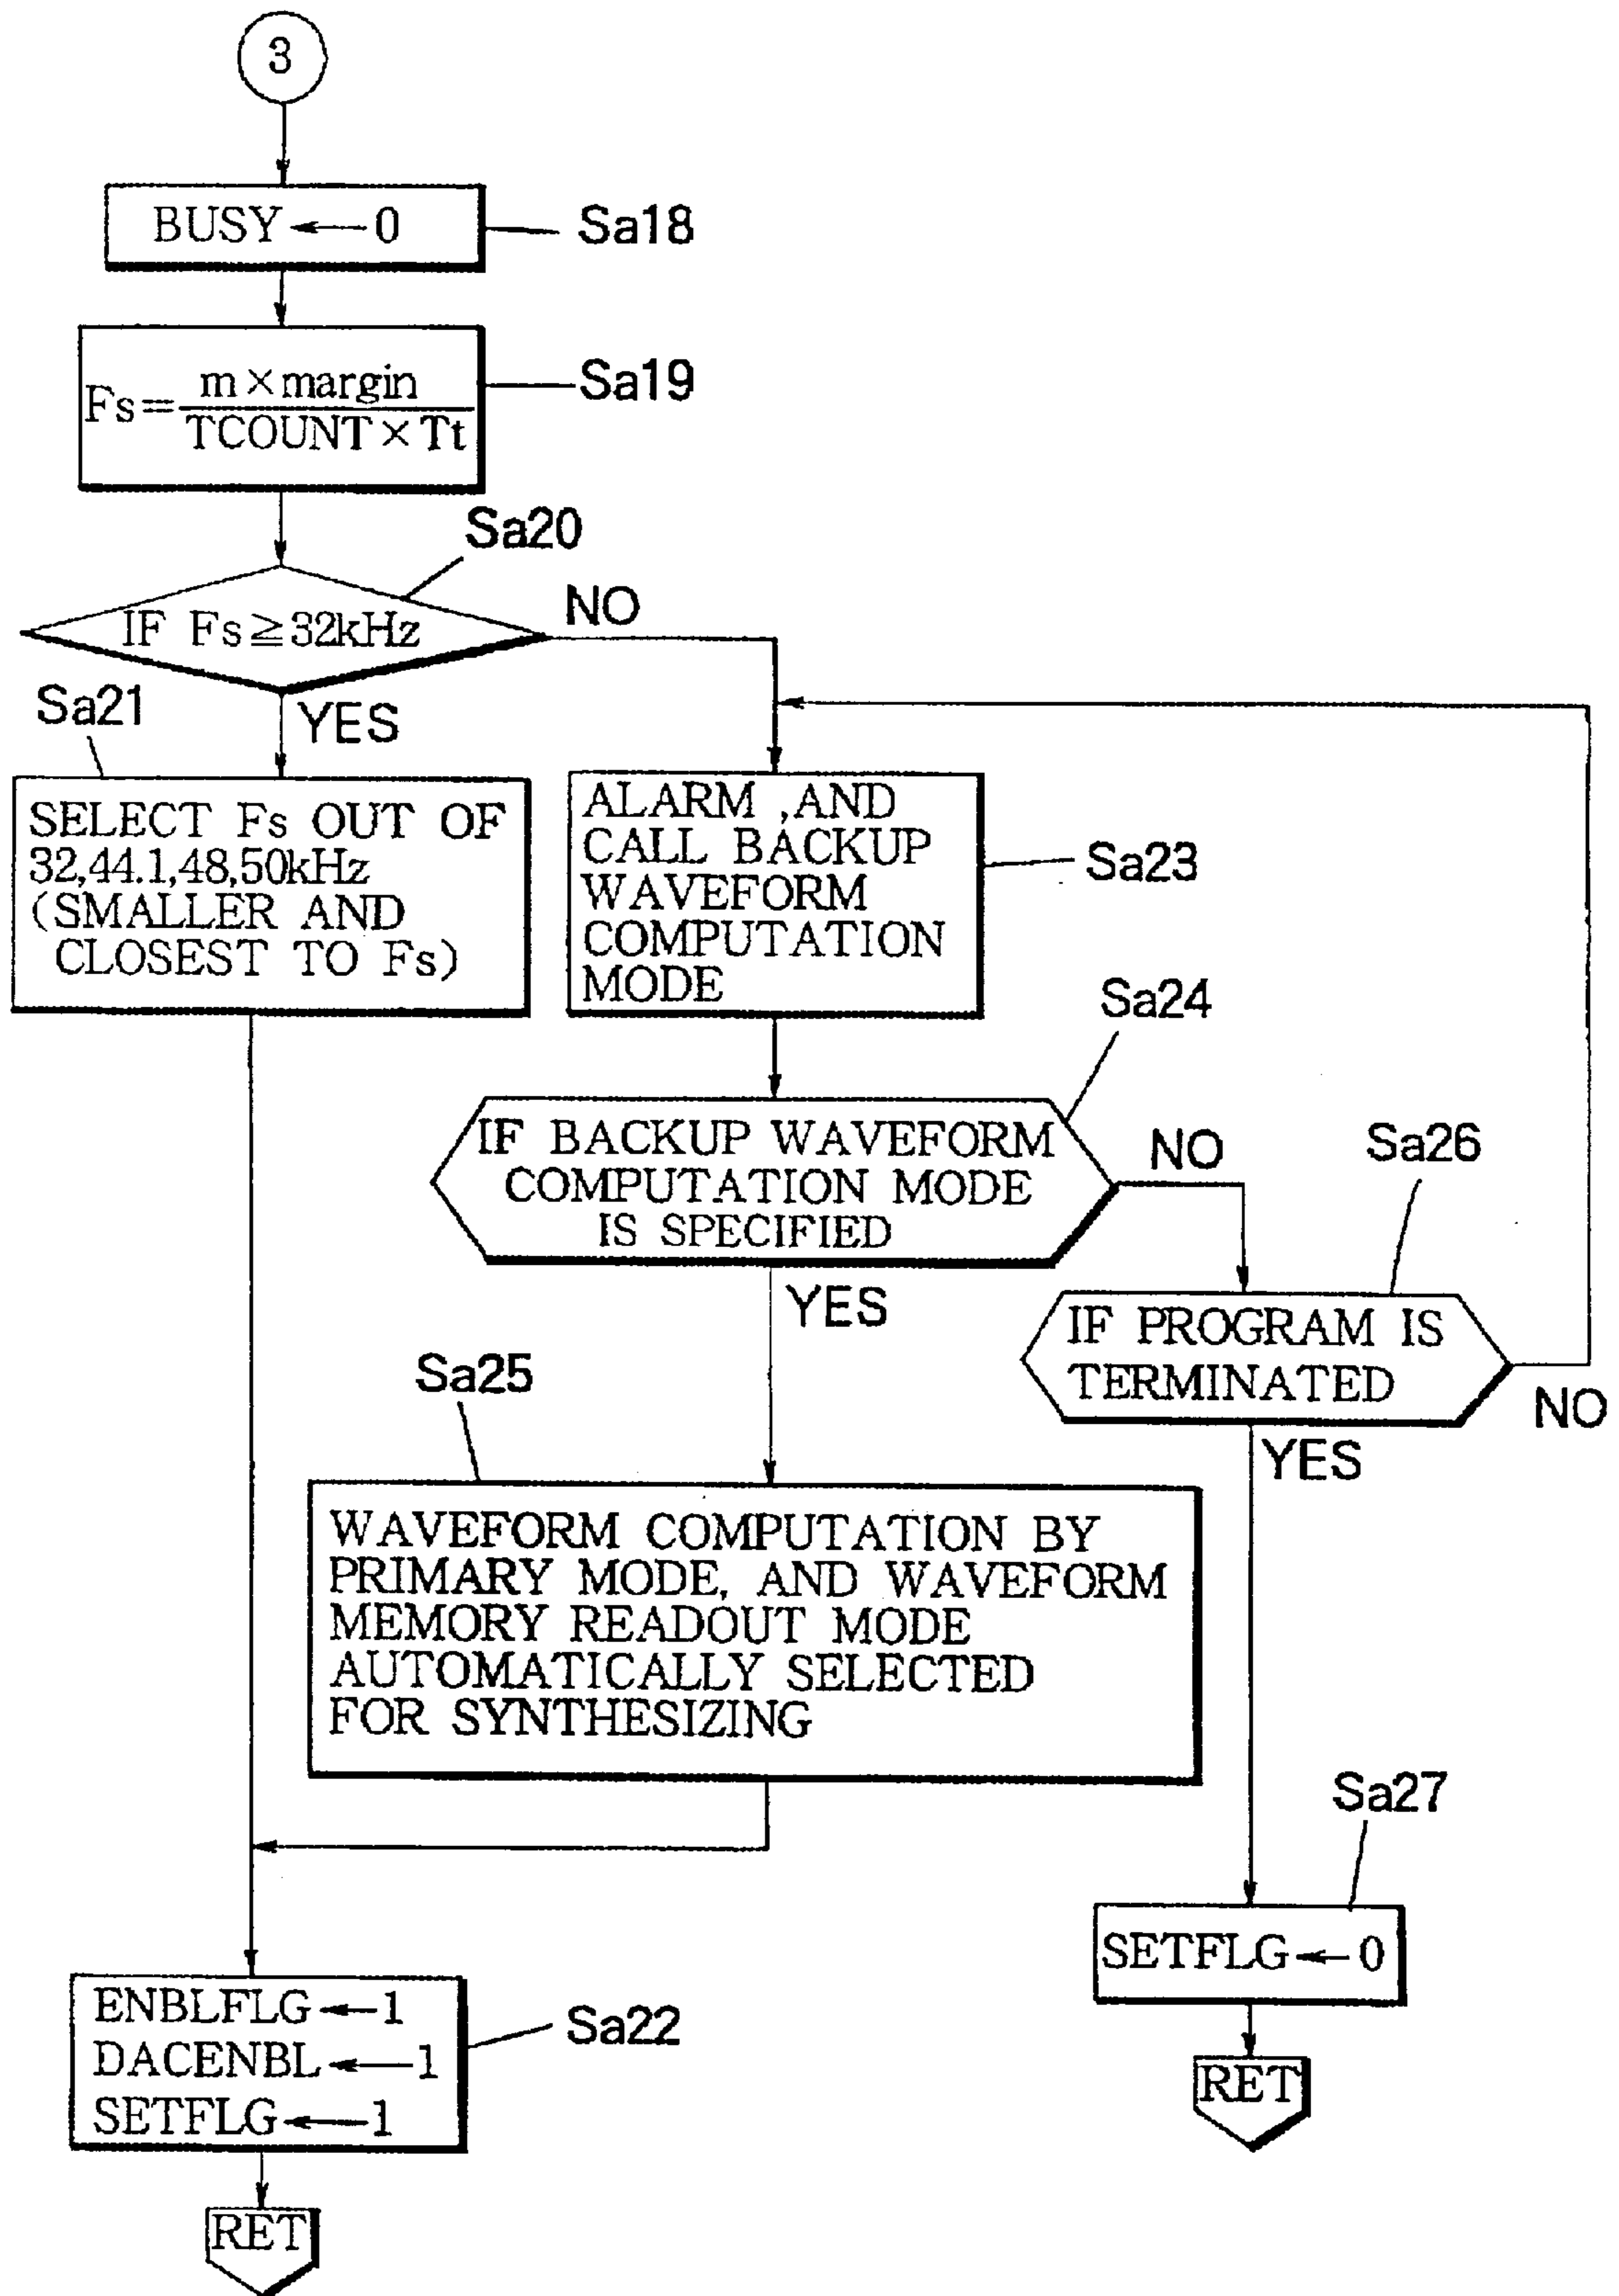 3
BUSY ← 0
Sa18
Fs = m × margin / TCOUNT × Tt
Sa19
Sa20
IF Fs ≧ 32kHz
NO
Sa21
YES
SELECT Fs OUT OF
32,44.1,48,50kHz
(SMALLER AND
CLOSEST TO Fs)
ALARM ,AND
CALL BACKUP
WAVEFORM
COMPUTATION
MODE
Sa23
Sa24
IF BACKUP WAVEFORM
COMPUTATION MODE
IS SPECIFIED
NO
Sa26
YES
IF PROGRAM IS
TERMINATED
NO
YES
Sa25
WAVEFORM COMPUTATION BY
PRIMARY MODE, AND WAVEFORM
MEMORY READOUT MODE
AUTOMATICALLY SELECTED
FOR SYNTHESIZING
Sa27
SETFLG ← 0
RET
ENBLFLG ← 1
DACENBL ← 1
SETFLG ← 1
Sa22
RET